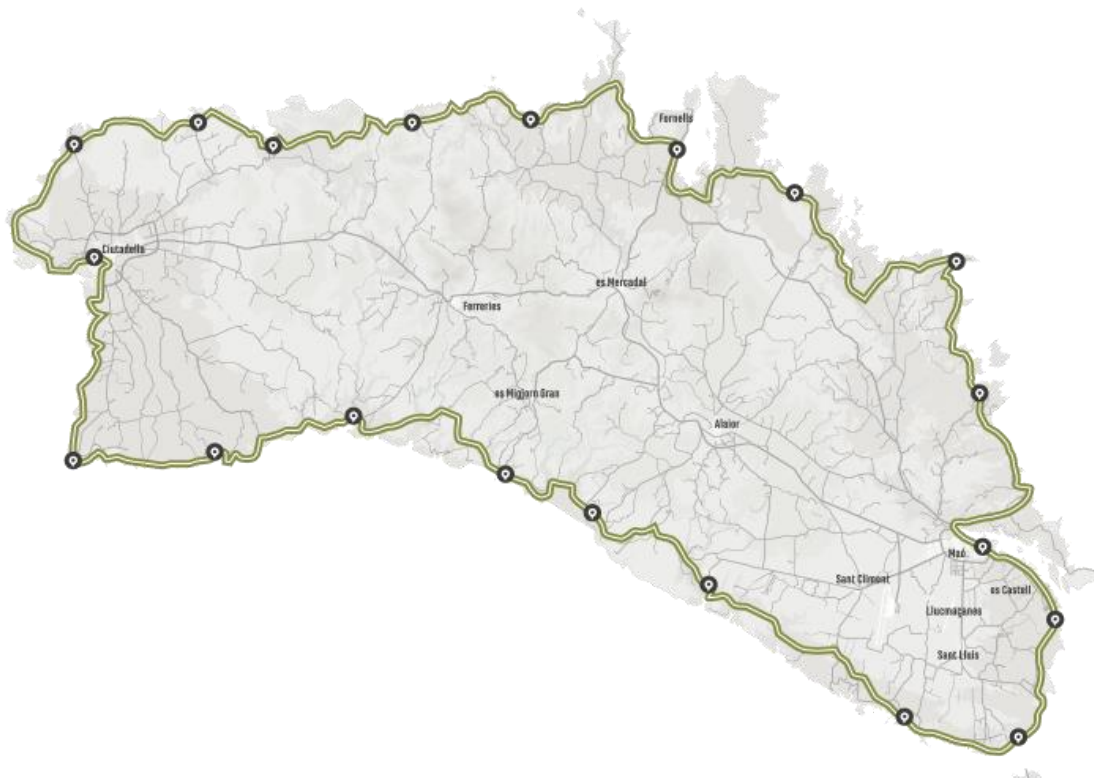 Fornells
Ciutadella
es Mercadal
Ferreries
es Migjorn Gran
Alaior
Maó
Sant Climent
es Castell
Llucmaçanes
Sant Lluís